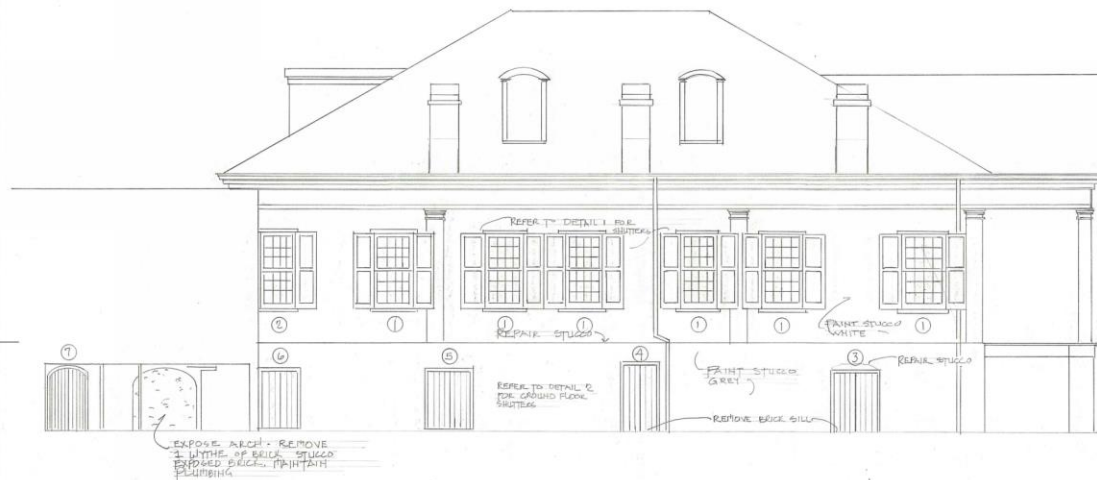 REFER TO DETAIL 1 FOR
SHUTTERS
2
1
1
1
1
1
1
REPAIR STUCCO
PAINT STUCCO
WHITE
7
6
5
4
3
REPAIR STUCCO
PAINT STUCCO
GREY
REFER TO DETAIL 2
FOR GROUND FLOOR
SHUTTERS
REMOVE BRICK SILL
EXPOSE ARCH - REMOVE
1 WYTHE OF BRICK STUCCO
EXPOSED BRICK. MAINTAIN
PLUMBING